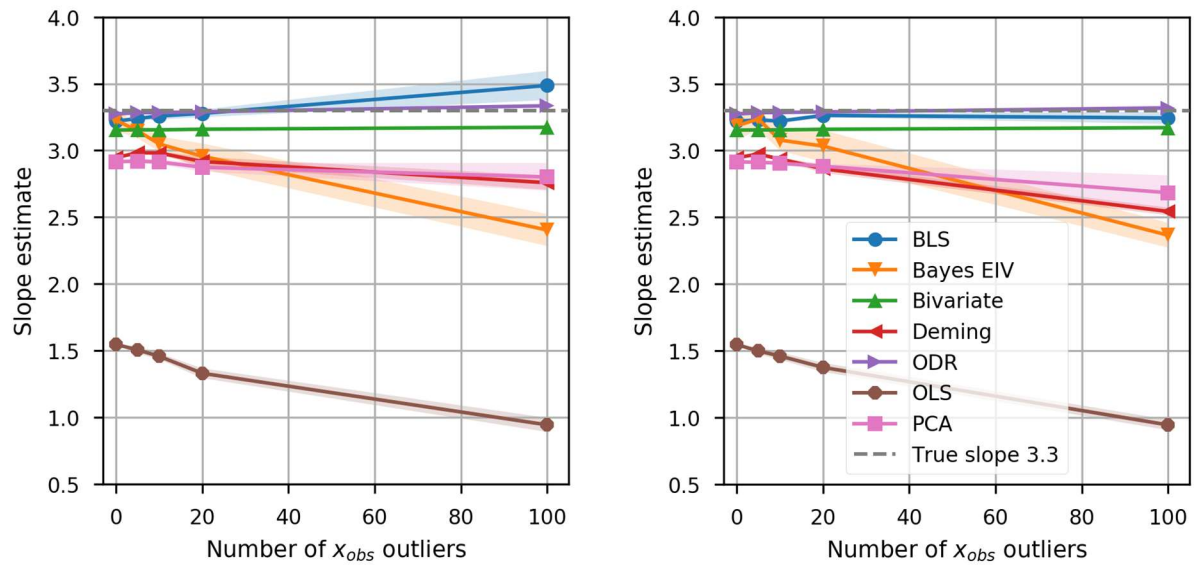 4.0
3.5
3.0
2.5
2.0
1.5
1.0
0.5
Slope estimate
0 20 40 60 80 100
Number of x_obs outliers
4.0
3.5
3.0
2.5
2.0
1.5
1.0
0.5
Slope estimate
BLS
Bayes EIV
Bivariate
Deming
ODR
OLS
PCA
True slope 3.3
0 20 40 60 80 100
Number of x_obs outliers